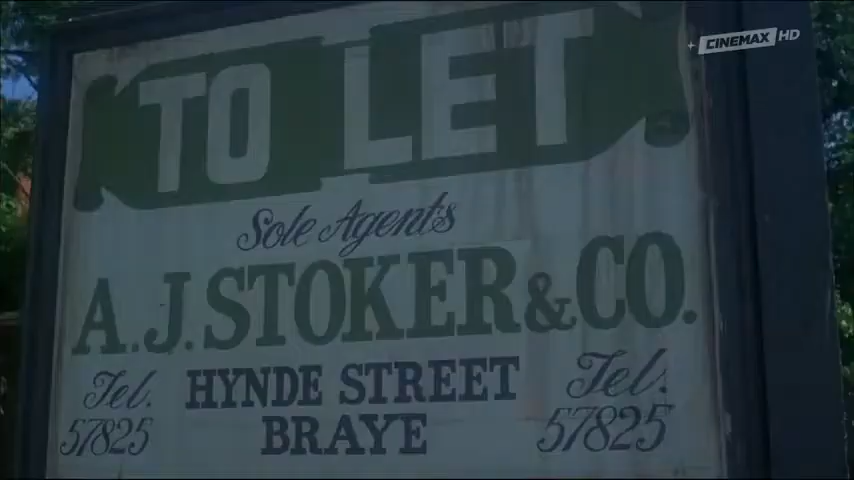 CINEMAX HD
TO LET
Sole Agents
A.J. STOKER & CO.
Tel. HYNDE STREET Tel.
57825 BRAYE 57825